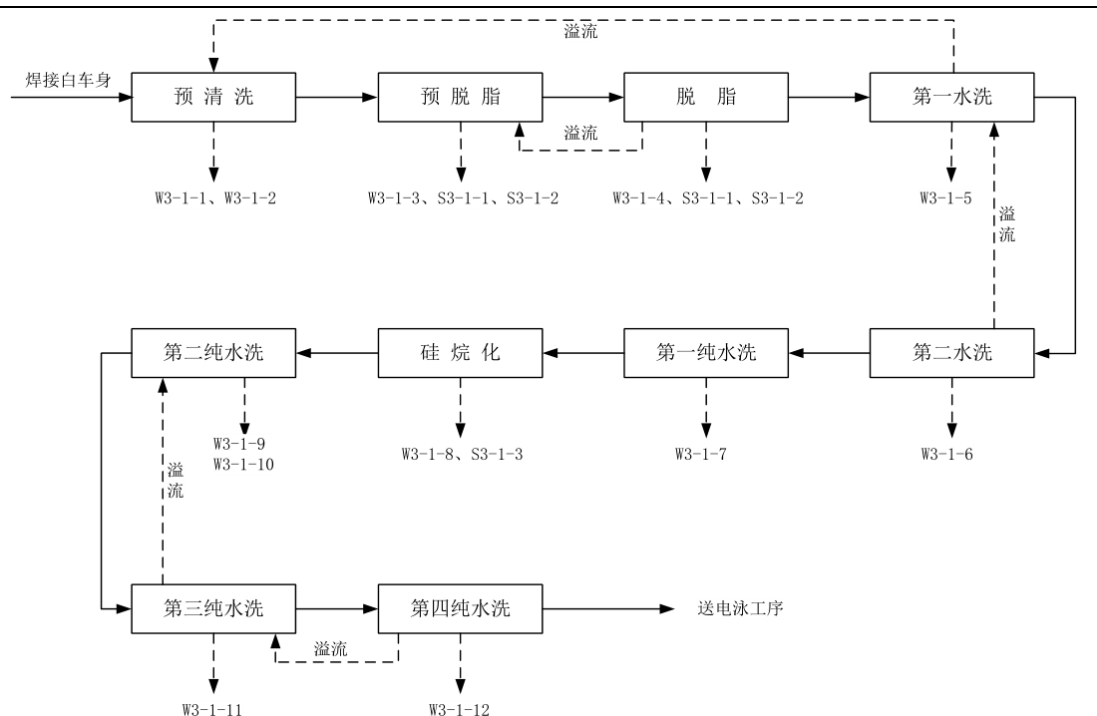 溢流
焊接白车身
预清洗
预脱脂
脱脂
第一水洗
溢流
W3-1-1、W3-1-2
W3-1-3、S3-1-1、S3-1-2
W3-1-4、S3-1-1、S3-1-2
W3-1-5
溢流
第二纯水洗
硅烷化
第一纯水洗
第二水洗
W3-1-9
W3-1-10
W3-1-8、S3-1-3
W3-1-7
W3-1-6
溢流
第三纯水洗
第四纯水洗
送电泳工序
溢流
W3-1-11
W3-1-12